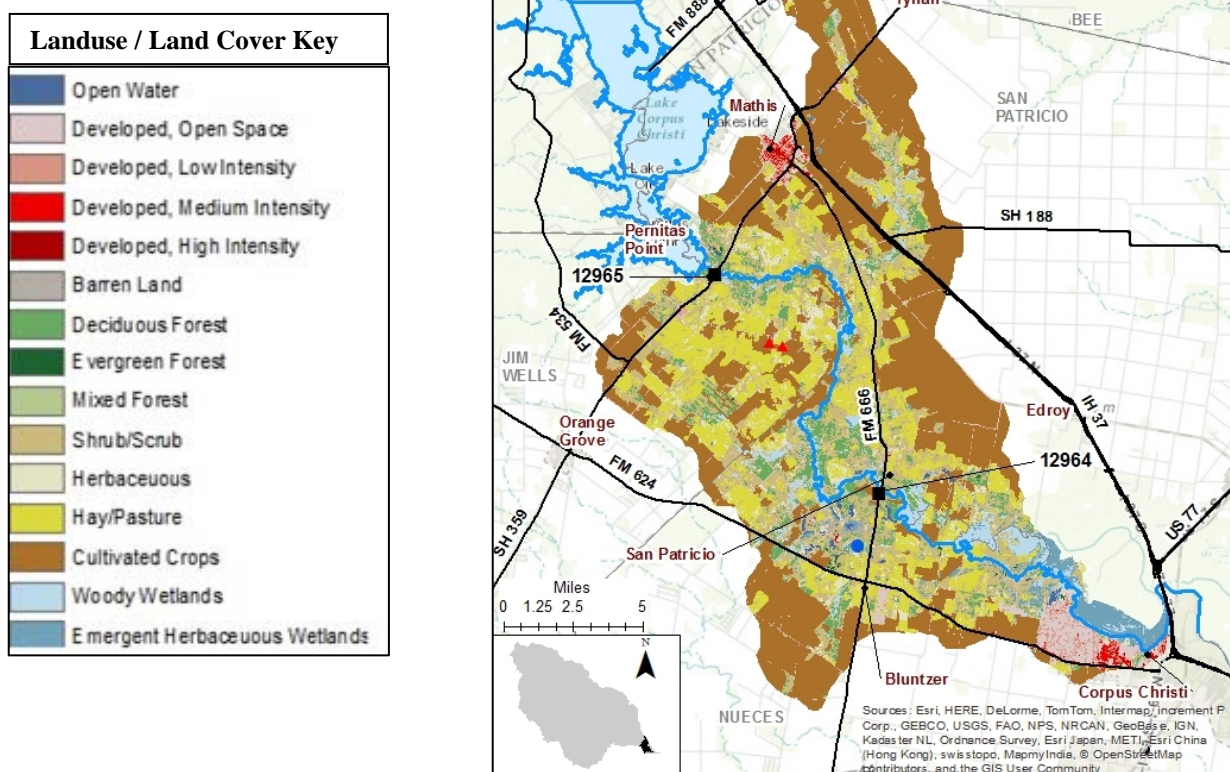 Landuse / Land Cover Key
Open Water
Developed, Open Space
Developed, Low Intensity
Developed, Medium Intensity
Developed, High Intensity
Barren Land
Deciduous Forest
Evergreen Forest
Mixed Forest
Shrub/Scrub
Herbaceuous
Hay/Pasture
Cultivated Crops
Woody Wetlands
Emergent Herbaceuous Wetlands
FM 888
BEE
SAN
PATRICIO
Lake
Corpus
Christi
Mathis
Lakeside
Lake
SH 188
Pernitas
Point
12965
FM 534
JIM
WELLS
Orange
Grove
FM 624
SH 359
FM 666
Edroy
IH 37
12964
US 77
San Patricio
Miles
0 1.25 2.5 5
N
Bluntzer
Corpus Christi
NUECES
Sources: Esri, HERE, DeLorme, TomTom, Intermap, increment P
Corp., GEBCO, USGS, FAO, NPS, NRCAN, GeoBase, IGN,
Kadaster NL, Ordnance Survey, Esri Japan, METI, Esri China
(Hong Kong), swisstopo, MapmyIndia, © OpenStreetMap
contributors, and the GIS User Community